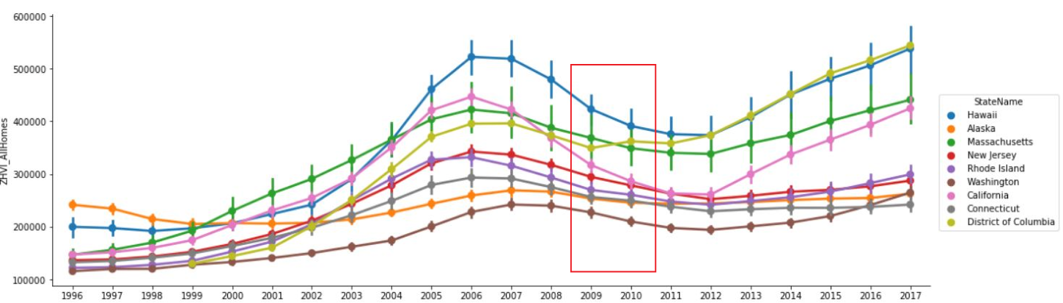 600000
500000
400000
300000
200000
100000
ZHVI_AllHomes
1996 1997 1998 1999 2000 2001 2002 2003 2004 2005 2006 2007 2008 2009 2010 2011 2012 2013 2014 2015 2016 2017
StateName
Hawaii
Alaska
Massachusetts
New Jersey
Rhode Island
Washington
California
Connecticut
District of Columbia